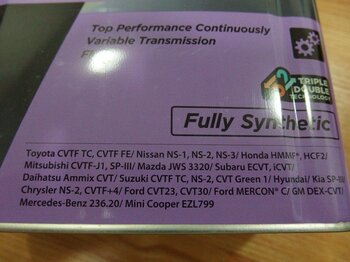 Top Performance Continuously
Variable Transmission
TRIPLE
DOUBLE
TECHNOLOGY
Fully Synthetic
Toyota CVTF TC, CVTF FE/ Nissan NS-1, NS-2, NS-3/ Honda HMMF*, HCF2/
Mitsubishi CVTF-J1, SP-III/ Mazda JWS 3320/ Subaru ECVT, iCVT/
Daihatsu Ammix CVT/ Suzuki CVTF TC, NS-2, CVT Green 1/ Hyundai/ Kia
Chrysler NS-2, CVTF+4/ Ford CVT23, CVT30/ Ford MERCON® C/ GM DEX-CVT/
Mercedes-Benz 236.20/ Mini Cooper EZL799